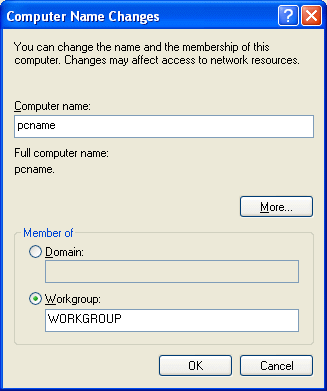 Computer Name Changes
You can change the name and the membership of this
computer. Changes may affect access to network resources.
Computer name:
pcname
Full computer name:
pcname.
More...
Member of
Domain:
Workgroup:
WORKGROUP
OK Cancel